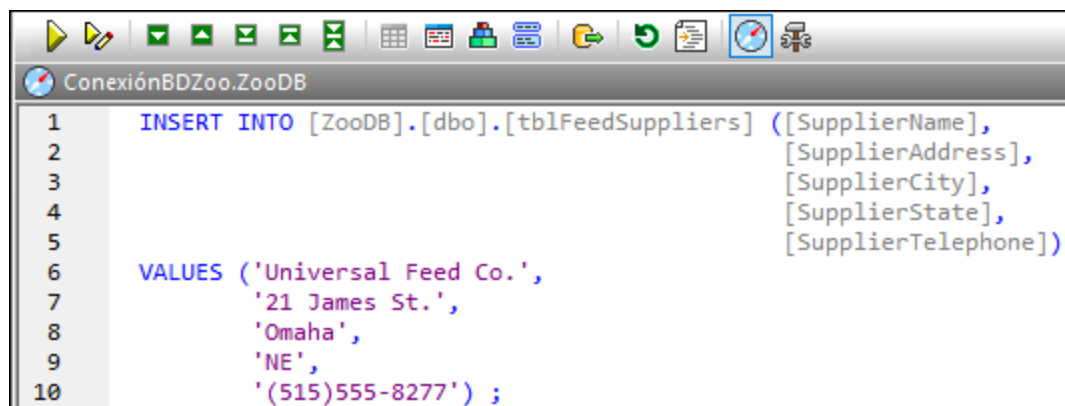 ConexiónBDZoo.ZooDB
1 INSERT INTO [ZooDB].[dbo].[tblFeedSuppliers] ([SupplierName],
2 [SupplierAddress],
3 [SupplierCity],
4 [SupplierState],
5 [SupplierTelephone])
6 VALUES ('Universal Feed Co.',
7 '21 James St.',
8 'Omaha',
9 'NE',
10 '(515)555-8277') ;